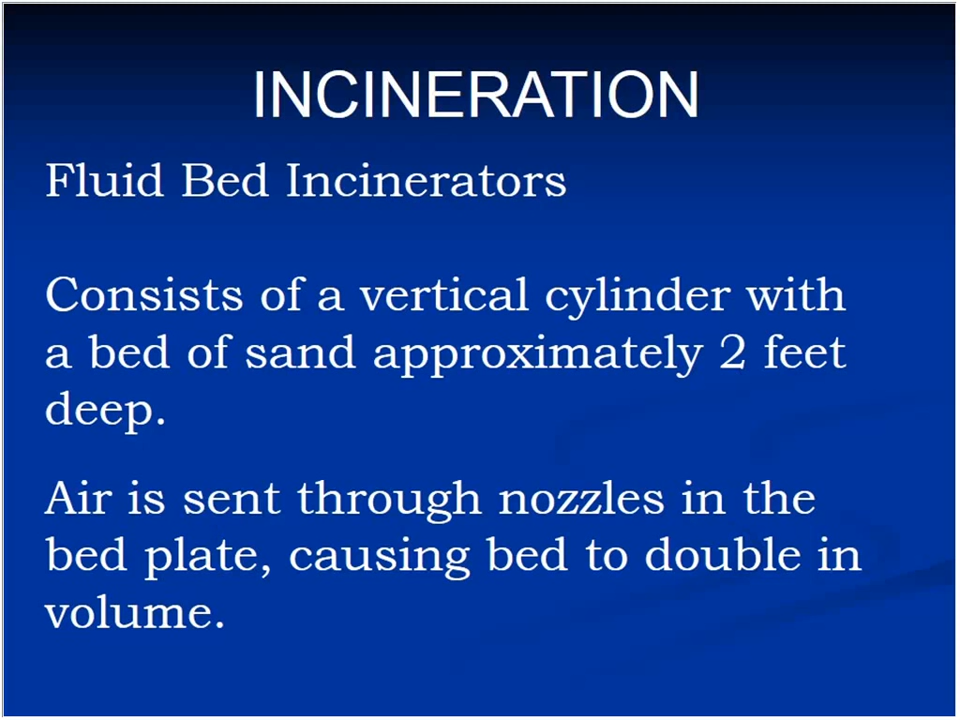 INCINERATION
Fluid Bed Incinerators
Consists of a vertical cylinder with
a bed of sand approximately 2 feet
deep.
Air is sent through nozzles in the
bed plate, causing bed to double in
volume.